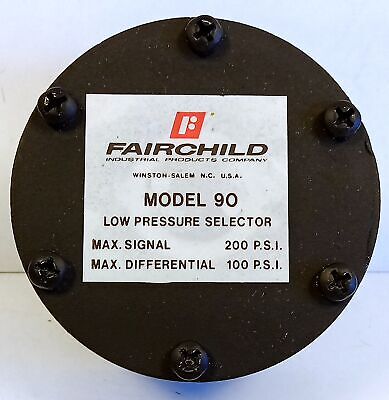 FAIRCHILD
INDUSTRIAL PRODUCTS COMPANY
WINSTON-SALEM N.C. U.S.A.
MODEL 90
LOW PRESSURE SELECTOR
MAX. SIGNAL 200 P.S.I.
MAX. DIFFERENTIAL 100 P.S.I.